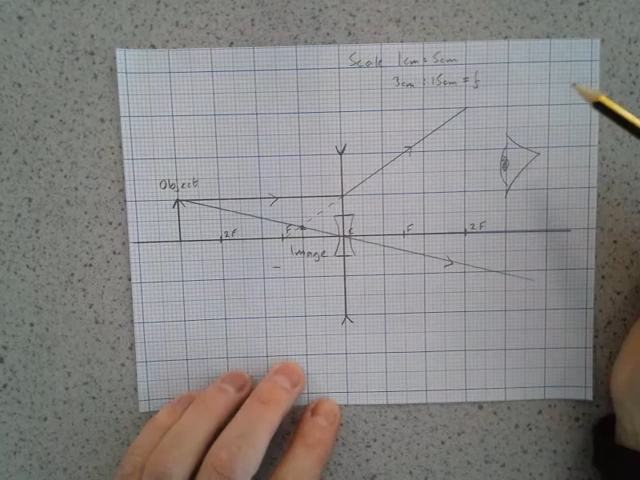 Scale 1cm : 5cm
3cm : 15cm = f
Object
2F F c F 2F
Image